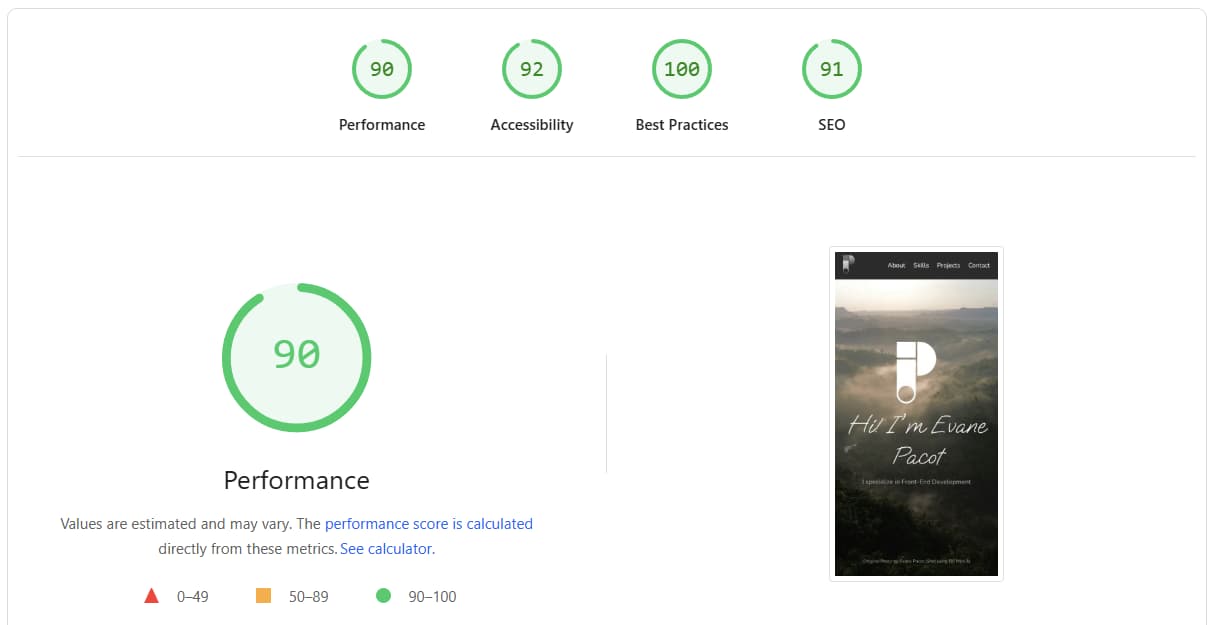 90
92
100
91
Performance
Accessibility
Best Practices
SEO
90
Performance
Values are estimated and may vary. The performance score is calculated
directly from these metrics. See calculator.
0–49
50–89
90–100
About Skills Projects Contact
Hi! I'm Evane
Pacot
I specialize in Front-End Development